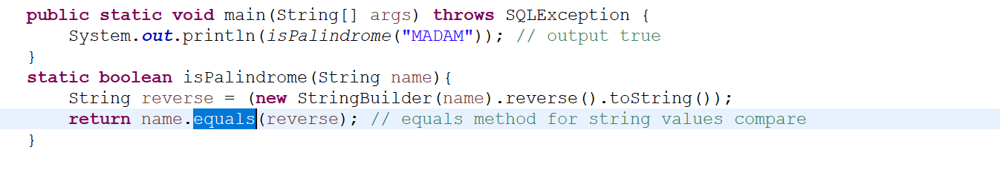 public static void main(String[] args) throws SQLException {
System.out.println(isPalindrome("MADAM")); // output true
}
static boolean isPalindrome(String name){
String reverse = (new StringBuilder(name).reverse().toString());
return name.equals(reverse); // equals method for string values compare
}